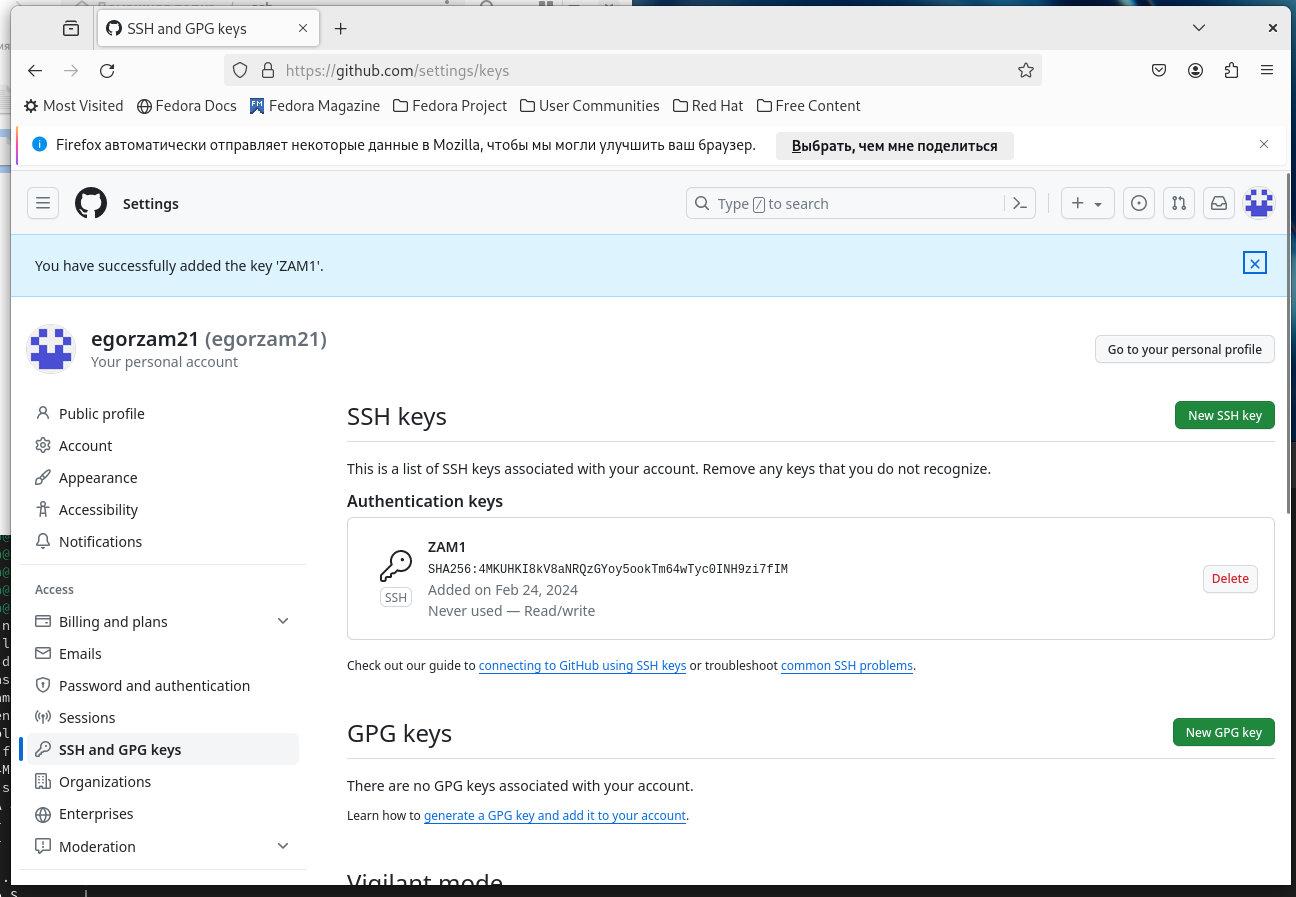 SSH and GPG keys
https://github.com/settings/keys
Most Visited Fedora Docs Fedora Magazine Fedora Project User Communities Red Hat Free Content
Firefox автоматически отправляет некоторые данные в Mozilla, чтобы мы могли улучшить ваш браузер. Выбрать, чем мне поделиться
Settings Type / to search
You have successfully added the key 'ZAM1'.
egorzam21 (egorzam21)
Your personal account
Go to your personal profile
Public profile
Account
Appearance
Accessibility
Notifications
Access
Billing and plans
Emails
Password and authentication
Sessions
SSH and GPG keys
Organizations
Enterprises
Moderation
SSH keys
New SSH key
This is a list of SSH keys associated with your account. Remove any keys that you do not recognize.
Authentication keys
ZAM1
SHA256:4MKUHKI8kV8aNRQzGYoy5ookTm64wTyc0INH9zi7fIM
Added on Feb 24, 2024
Never used — Read/write
SSH
Delete
Check out our guide to connecting to GitHub using SSH keys or troubleshoot common SSH problems.
GPG keys
New GPG key
There are no GPG keys associated with your account.
Learn how to generate a GPG key and add it to your account.
Vigilant mode